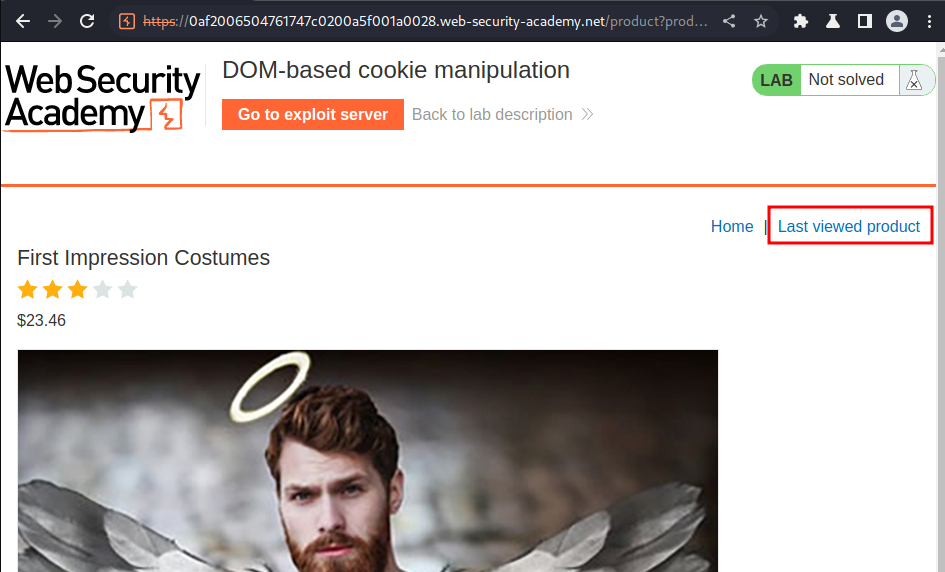 https://0af2006504761747c0200a5f001a0028.web-security-academy.net/product?prod...
Web Security
Academy
DOM-based cookie manipulation
Go to exploit server
Back to lab description
LAB
Not solved
Home | Last viewed product
First Impression Costumes
$23.46